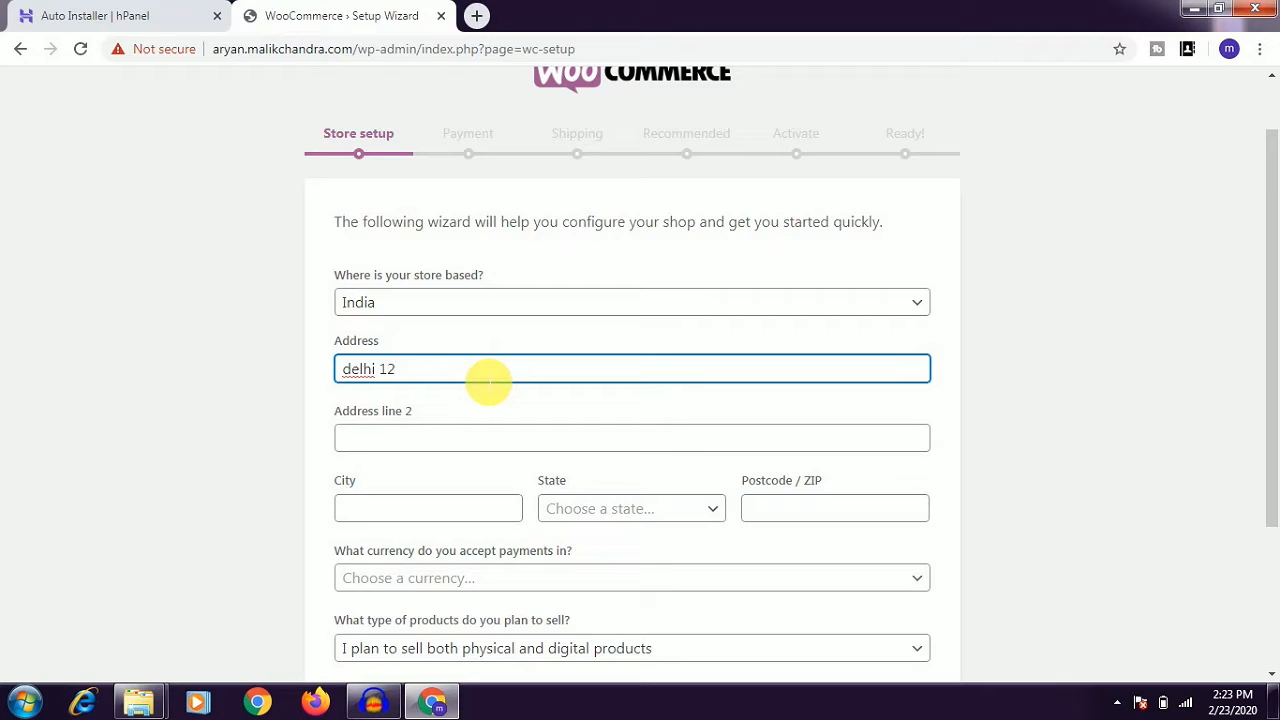 Auto Installer | hPanel
WooCommerce › Setup Wizard
Not secure
aryan.malikchandra.com/wp-admin/index.php?page=wc-setup
m
WOO COMMERCE
Store setup
Payment
Shipping
Recommended
Activate
Ready!
The following wizard will help you configure your shop and get you started quickly.
Where is your store based?
India
Address
delhi 12
Address line 2
City
State
Postcode / ZIP
Choose a state...
What currency do you accept payments in?
Choose a currency...
What type of products do you plan to sell?
I plan to sell both physical and digital products
m
2:23 PM
2/23/2020